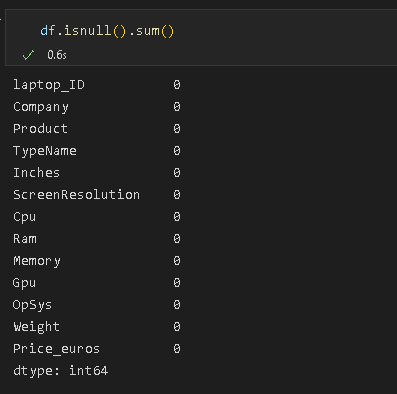 df.isnull().sum()
0.6s
laptop_ID 0
Company 0
Product 0
TypeName 0
Inches 0
ScreenResolution 0
Cpu 0
Ram 0
Memory 0
Gpu 0
OpSys 0
Weight 0
Price_euros 0
dtype: int64